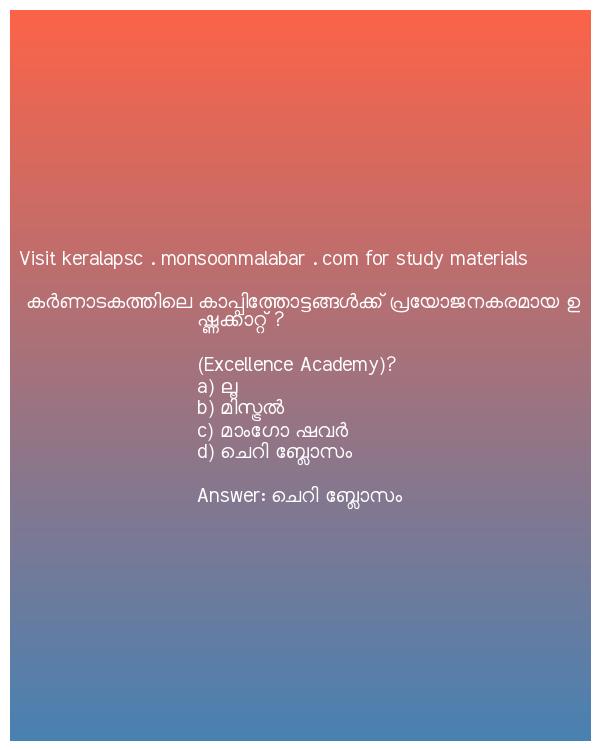 Visit keralapsc . monsoonmalabar . com for study materials
കർണാടകത്തിലെ കാപ്പിത്തോട്ടങ്ങൾക്ക് പ്രയോജനകരമായ ഉ
ഷ്ണക്കാറ്റ് ?
(Excellence Academy)?
a) ലൂ
b) മിസ്ട്രൽ
c) മാംഗോ ഷവർ
d) ചെറി ബ്ലോസം
Answer: ചെറി ബ്ലോസം